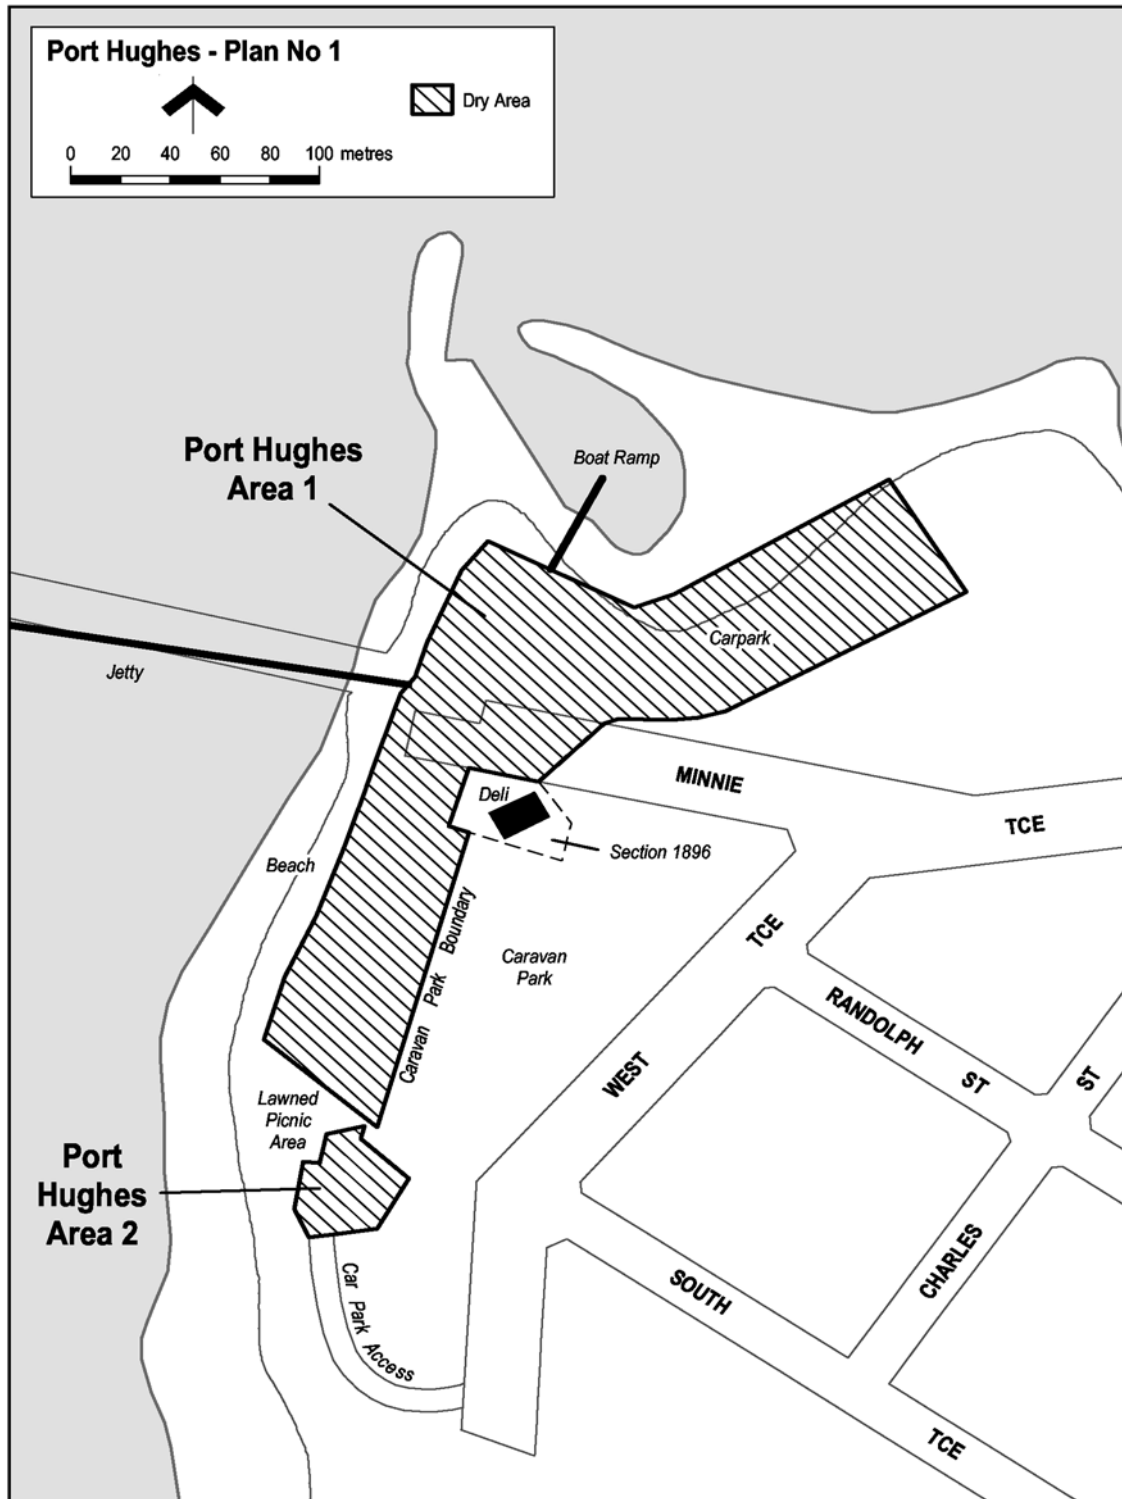 Port Hughes - Plan No 1
Dry Area
0 20 40 60 80 100 metres
Port Hughes
Area 1
Boat Ramp
Carpark
Jetty
MINNIE
TCE
Deli
Section 1896
Beach
Caravan Park Boundary
Caravan
Park
TCE
WEST
RANDOLPH
ST
ST
Lawned
Picnic
Area
Port
Hughes
Area 2
CHARLES
SOUTH
TCE
Car Park Access